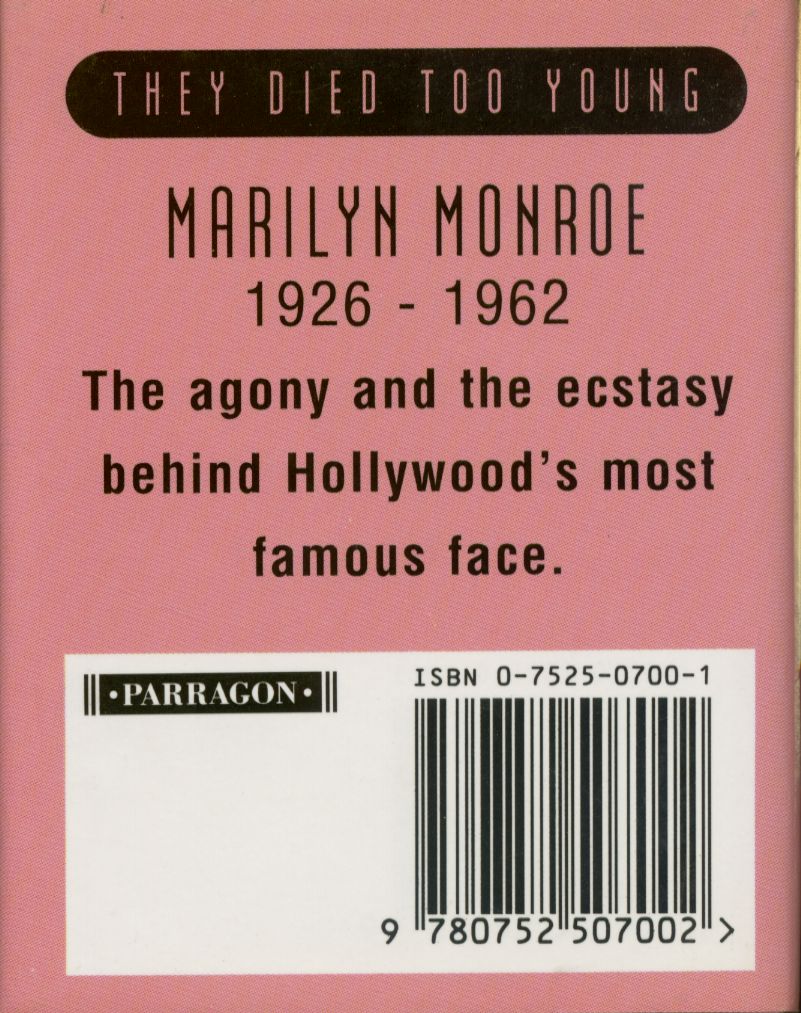 THEY DIED TOO YOUNG
MARILYN MONROE
1926 - 1962
The agony and the ecstasy
behind Hollywood's most
famous face.
•PARRAGON•
ISBN 0-7525-0700-1
9 780752 507002 >